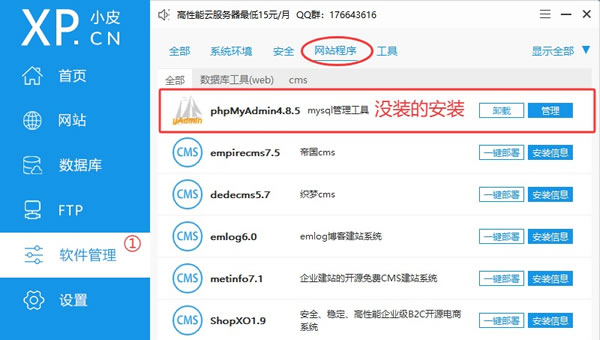 XP. 小皮
.CN
高性能云服务器最低15元/月 QQ群：176643616
首页
网站
数据库
FTP
软件管理 ①
设置
全部 系统环境 安全 网站程序 工具 显示全部
全部 数据库工具(web) cms
phpMyAdmin4.8.5 mysql管理工具 没装的安装 卸载 管理
yAdmin
CMS empirecms7.5 帝国cms 一键部署 安装信息
CMS dedecms5.7 织梦cms 一键部署 安装信息
CMS emlog6.0 emlog博客建站系统 一键部署 安装信息
CMS metinfo7.1 企业建站的开源免费CMS建站系统 一键部署 安装信息
CMS ShopXO1.9 安全、稳定、高性能企业级B2C开源电商
系统 一键部署 安装信息